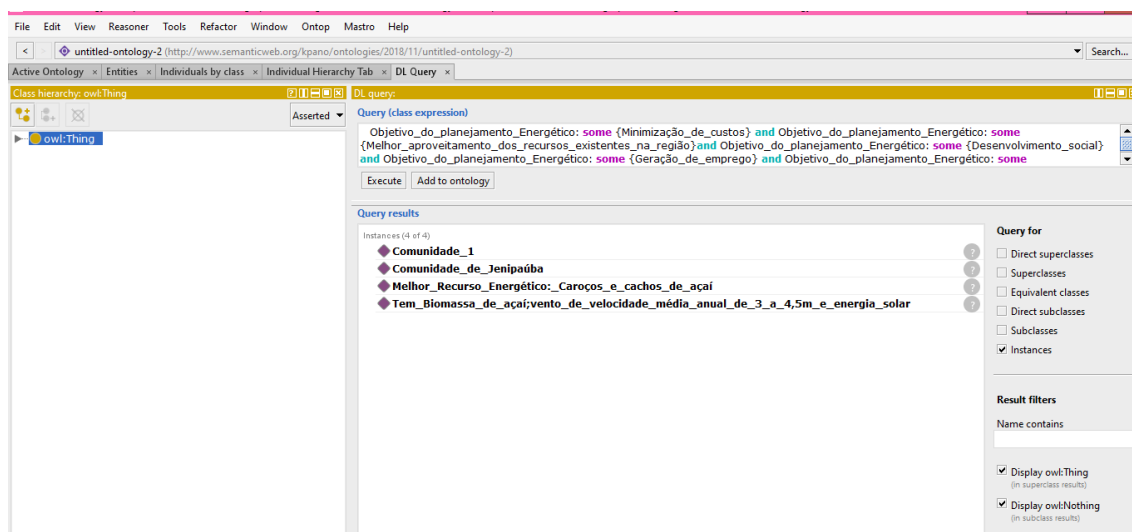 File Edit View Reasoner Tools Refactor Window Ontop Mastro Help
< untitled-ontology-2 (http://www.semanticweb.org/kpano/ontologies/2018/11/untitled-ontology-2) Search...
Active Ontology × Entities × Individuals by class × Individual Hierarchy Tab × DL Query ×
Class hierarchy: owl:Thing
Asserted
owl:Thing
DL query:
Query (class expression)
Objetivo_do_planejamento_Energético: some {Minimização_de_custos} and Objetivo_do_planejamento_Energético: some
{Melhor_aproveitamento_dos_recursos_existentes_na_região}and Objetivo_do_planejamento_Energético: some {Desenvolvimento_social}
and Objetivo_do_planejamento_Energético: some {Geração_de_emprego} and Objetivo_do_planejamento_Energético: some
Execute Add to ontology
Query results
Instances (4 of 4)
Comunidade_1 ?
Comunidade_de_Jenipaúba ?
Melhor_Recurso_Energético:_Caroços_e_cachos_de_açaí ?
Tem_Biomassa_de_açaí;vento_de_velocidade_média_anual_de_3_a_4,5m_e_energia_solar ?
Query for
Direct superclasses
Superclasses
Equivalent classes
Direct subclasses
Subclasses
Instances
Result filters
Name contains
Display owl:Thing
(in superclass results)
Display owl:Nothing
(in subclass results)